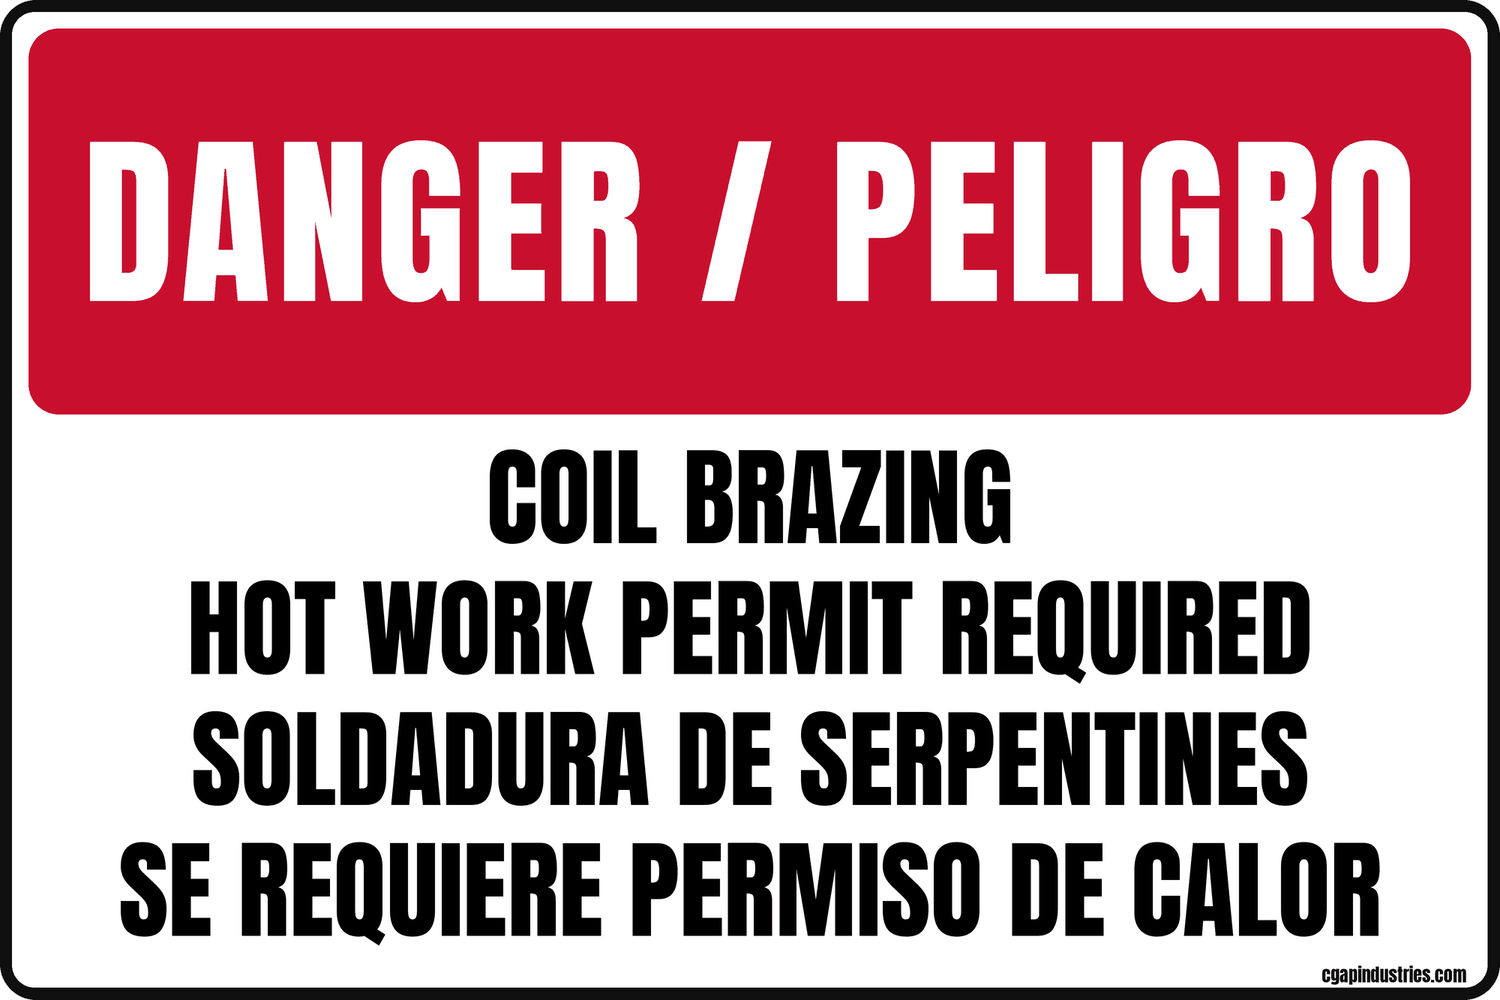 DANGER / PELIGRO
COIL BRAZING
HOT WORK PERMIT REQUIRED
SOLDADURA DE SERPENTINES
SE REQUIERE PERMISO DE CALOR
cgapindustries.com